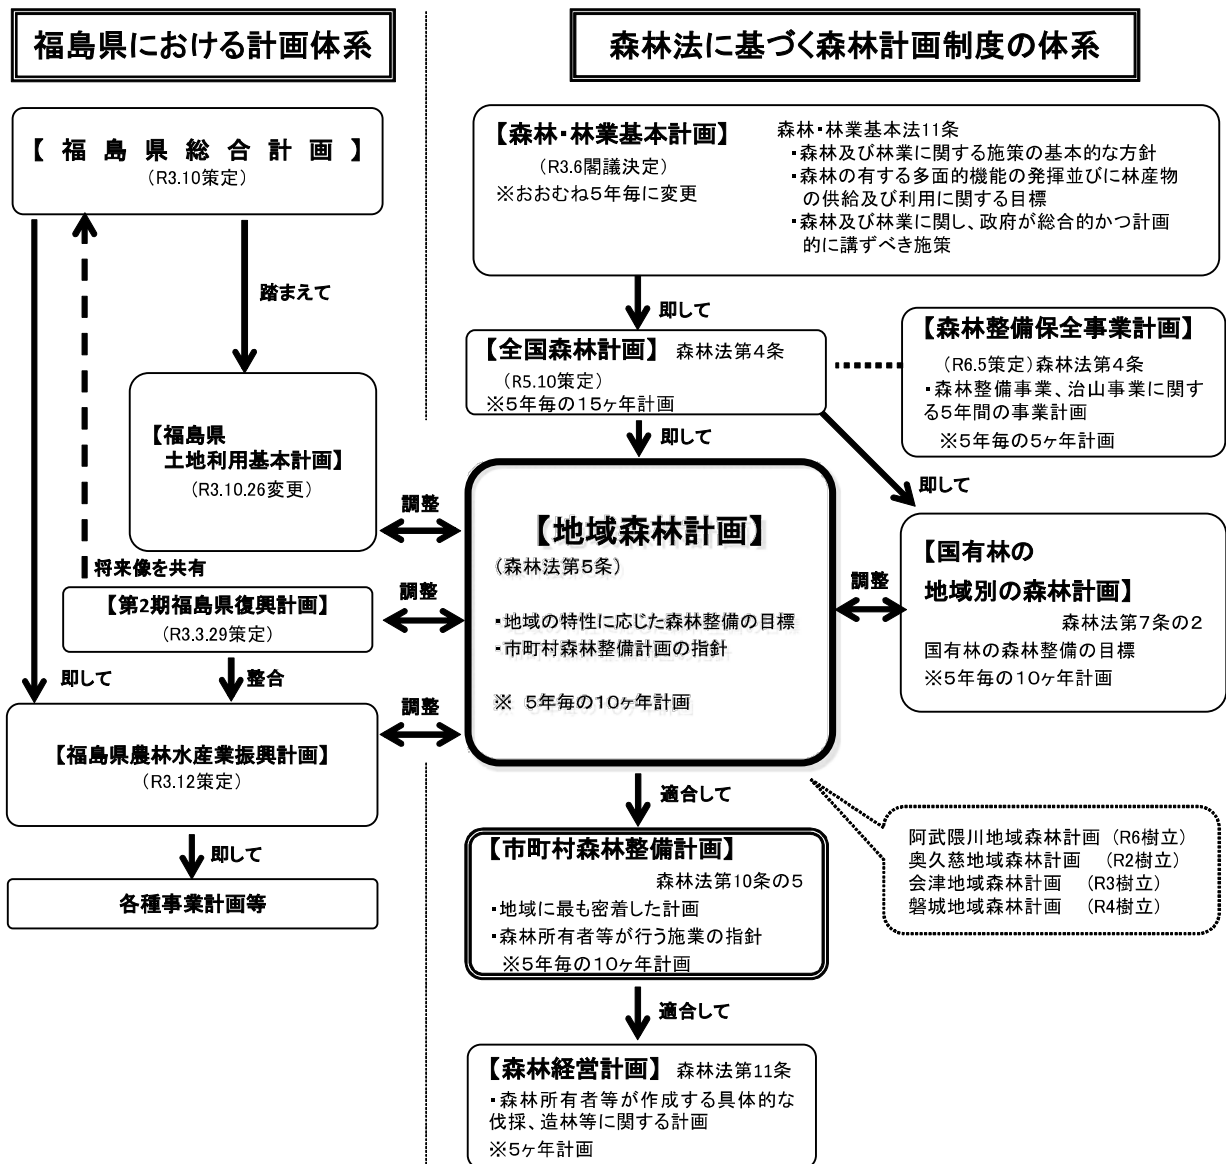 福島県における計画体系
【 福 島 県 総 合 計 画 】
(R3.10策定)
踏まえて
【福島県
土地利用基本計画】
(R3.10.26変更)
調整
将来像を共有
【第2期福島県復興計画】
(R3.3.29策定)
調整
即して
整合
【福島県農林水産業振興計画】
(R3.12策定)
調整
即して
各種事業計画等
森林法に基づく森林計画制度の体系
【森林・林業基本計画】
(R3.6閣議決定)
※おおむね5年毎に変更
森林・林業基本法11条
・森林及び林業に関する施策の基本的な方針
・森林の有する多面的機能の発揮並びに林産物
の供給及び利用に関する目標
・森林及び林業に関し、政府が総合的かつ計画
的に講ずべき施策
即して
【全国森林計画】 森林法第4条
(R5.10策定)
※5年毎の15ヶ年計画
【森林整備保全事業計画】
(R6.5策定)森林法第4条
・森林整備事業、治山事業に関す
る5年間の事業計画
※5年毎の5ヶ年計画
即して
即して
【地域森林計画】
(森林法第5条)
・地域の特性に応じた森林整備の目標
・市町村森林整備計画の指針
※ 5年毎の10ヶ年計画
調整
【国有林の
地域別の森林計画】
森林法第7条の2
国有林の森林整備の目標
※5年毎の10ヶ年計画
適合して
阿武隈川地域森林計画 (R6樹立)
奥久慈地域森林計画 (R2樹立)
会津地域森林計画 (R3樹立)
磐城地域森林計画 (R4樹立)
【市町村森林整備計画】
森林法第10条の5
・地域に最も密着した計画
・森林所有者等が行う施業の指針
※5年毎の10ヶ年計画
適合して
【森林経営計画】 森林法第11条
・森林所有者等が作成する具体的な
伐採、造林等に関する計画
※5ヶ年計画